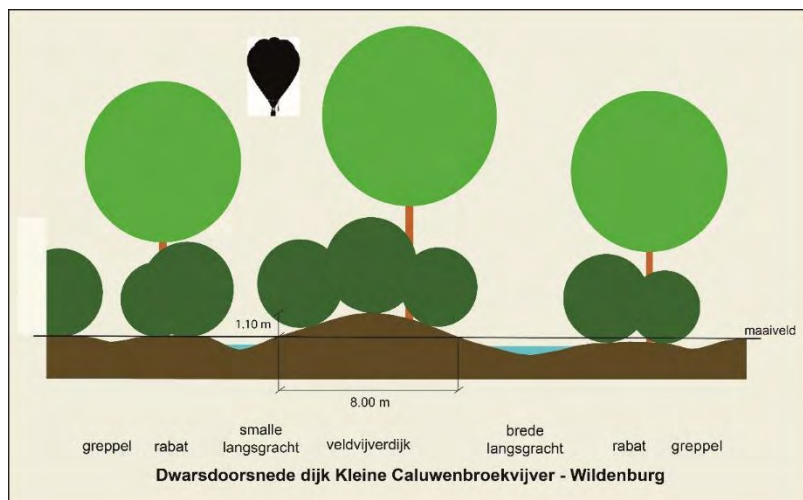 1.10 m
maaiveld
8.00 m
greppel rabat smalle langsgracht veldvijverdijk brede langsgracht rabat greppel
Dwarsdoorsnede dijk Kleine Caluwenbroekvijver - Wildenburg